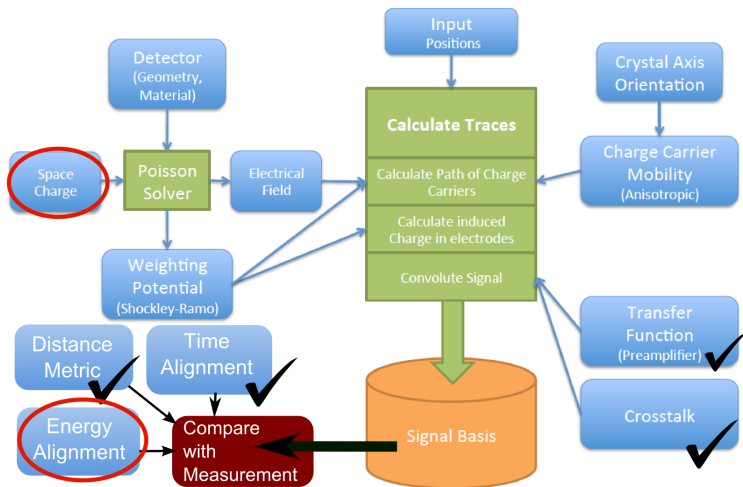 Input
Positions
Detector
(Geometry,
Material)
Crystal Axis
Orientation
Calculate Traces
Space
Charge
Poisson
Solver
Electrical
Field
Calculate Path of Charge
Carriers
Charge Carrier
Mobility
(Anisotropic)
Calculate induced
Charge in electrodes
Weighting
Potential
(Shockley-Ramo)
Convolute Signal
Transfer
Function
(Preamplifier)
Distance
Metric
Time
Alignment
Crosstalk
Energy
Alignment
Compare
with
Measurement
Signal Basis